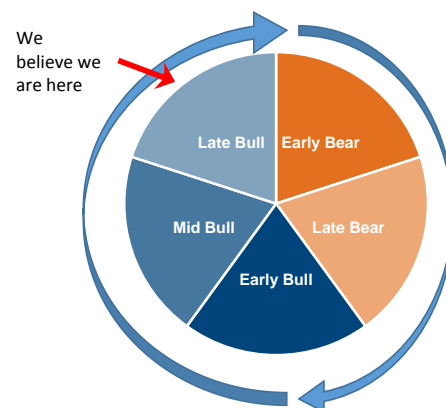 We
believe we
are here
Late Bull
Early Bear
Mid Bull
Late Bear
Early Bull